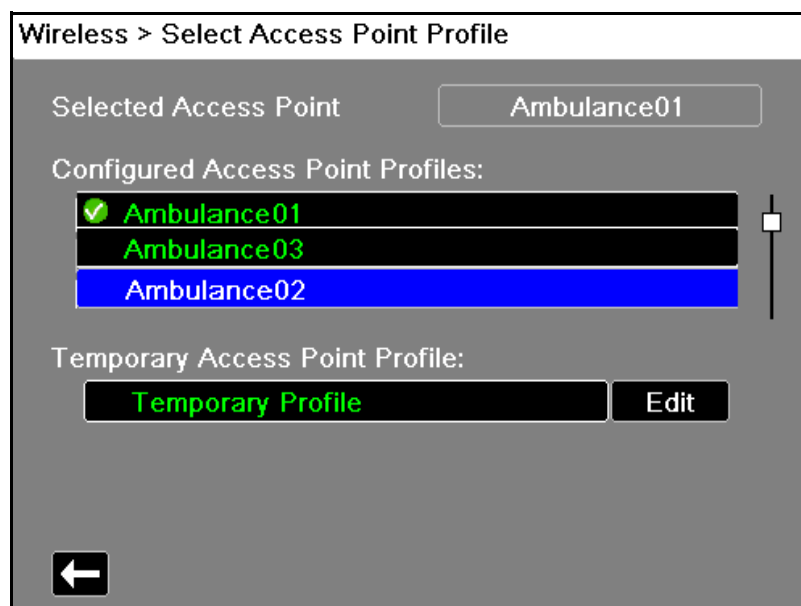 Wireless > Select Access Point Profile
Selected Access Point Ambulance01
Configured Access Point Profiles:
Ambulance01
Ambulance03
Ambulance02
Temporary Access Point Profile:
Temporary Profile Edit